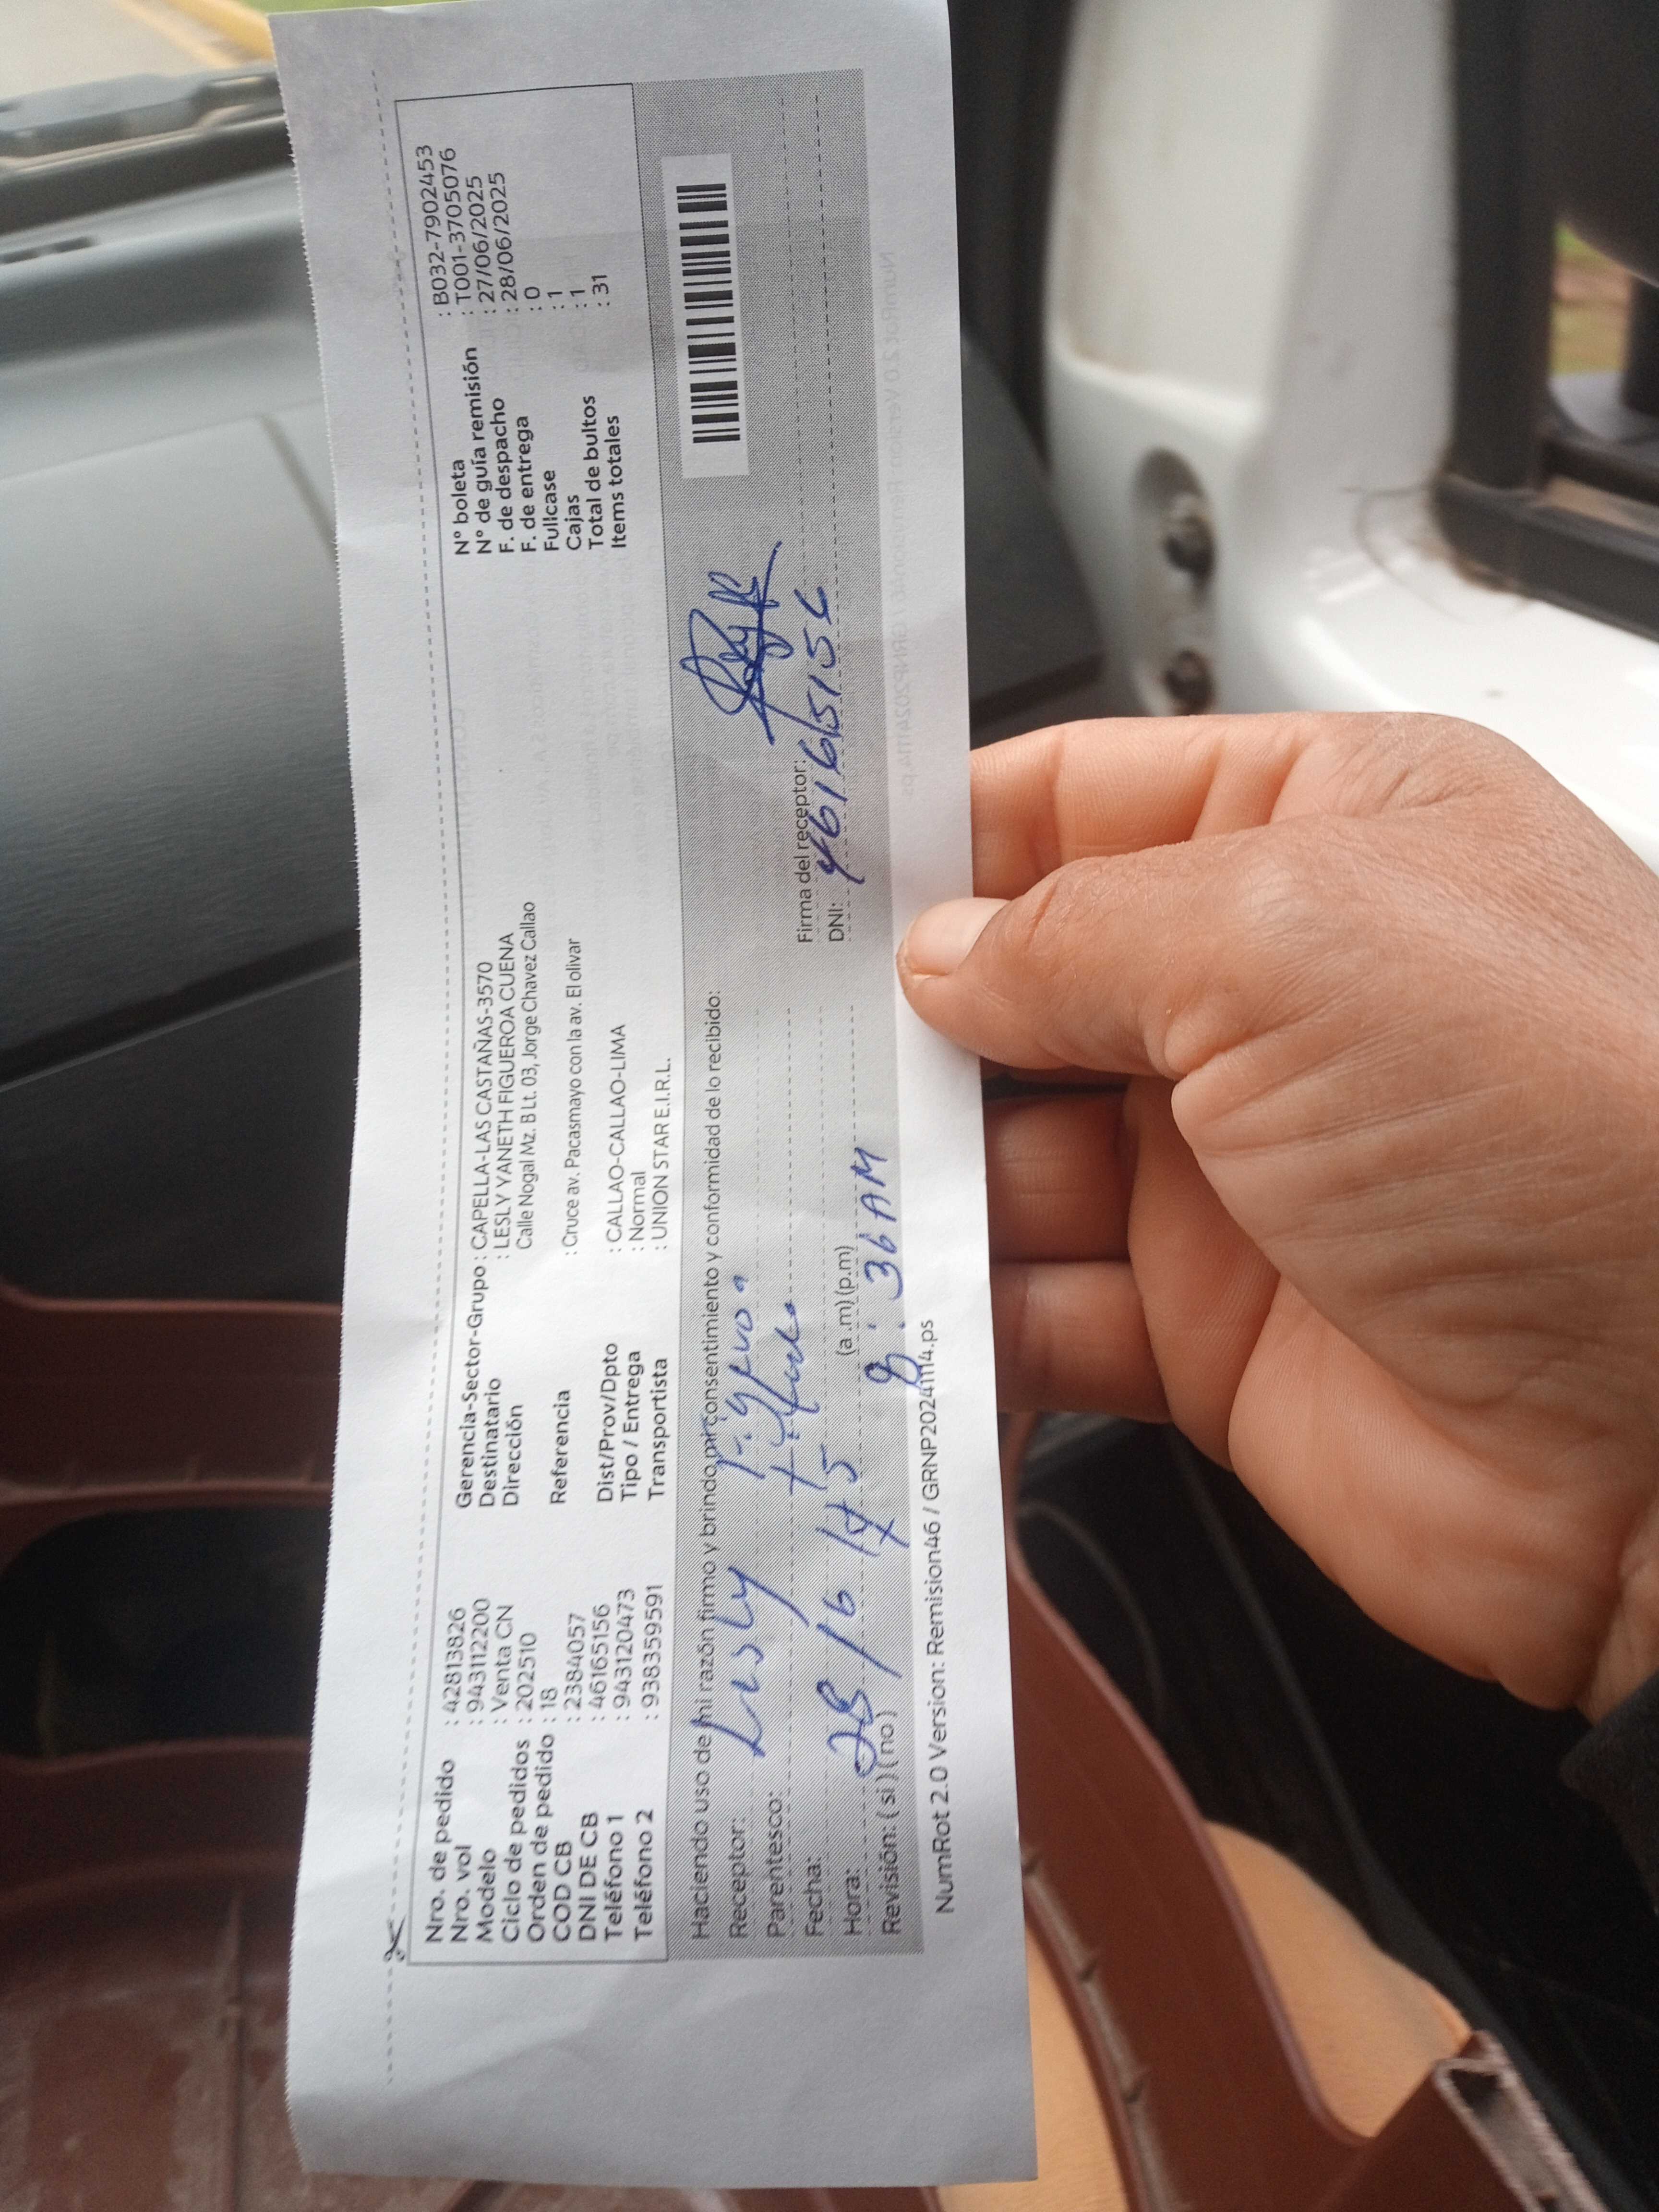 Nro. de pedido : 42813826
Nro. vol : 943112200
Modelo : Venta CN
Ciclo de pedidos : 202510
Orden de pedido : 18
COD CB : 2384057
DNI DE CB : 46165156
Teléfono 1 : 943120473
Teléfono 2 : 938359591
Gerencia-Sector-Grupo : CAPELLA-LAS CASTAÑAS-3570
Destinatario : LESLY YANETH FIGUEROA CUENA
Dirección Calle Nogal Mz. B Lt. 03, Jorge Chavez Callao
Referencia : Cruce av. Pacasmayo con la av. El olivar
Dist/Prov/Dpto : CALLAO-CALLAO-LIMA
Tipo / Entrega : Normal
Transportista : UNION STAR E.I.R.L.
N° boleta : B032-7902453
N° de guía remisión : T001-3705076
F. de despacho : 27/06/2025
F. de entrega : 28/06/2025
Fullcase : 0
Cajas : 1
Total de bultos : 1
Items totales : 31
Haciendo uso de mi razón firmo y brindo mi consentimiento y conformidad de lo recibido:
Receptor: Lesly
Parentesco:
Fecha: 28/6
Hora: (a .m) (p.m) 9:36 AM
Revisión: ( si ) ( no )
Firma del receptor:
DNI: 46165156
NumRot 2.0 Version: Remision46 / GRNP20241114.ps